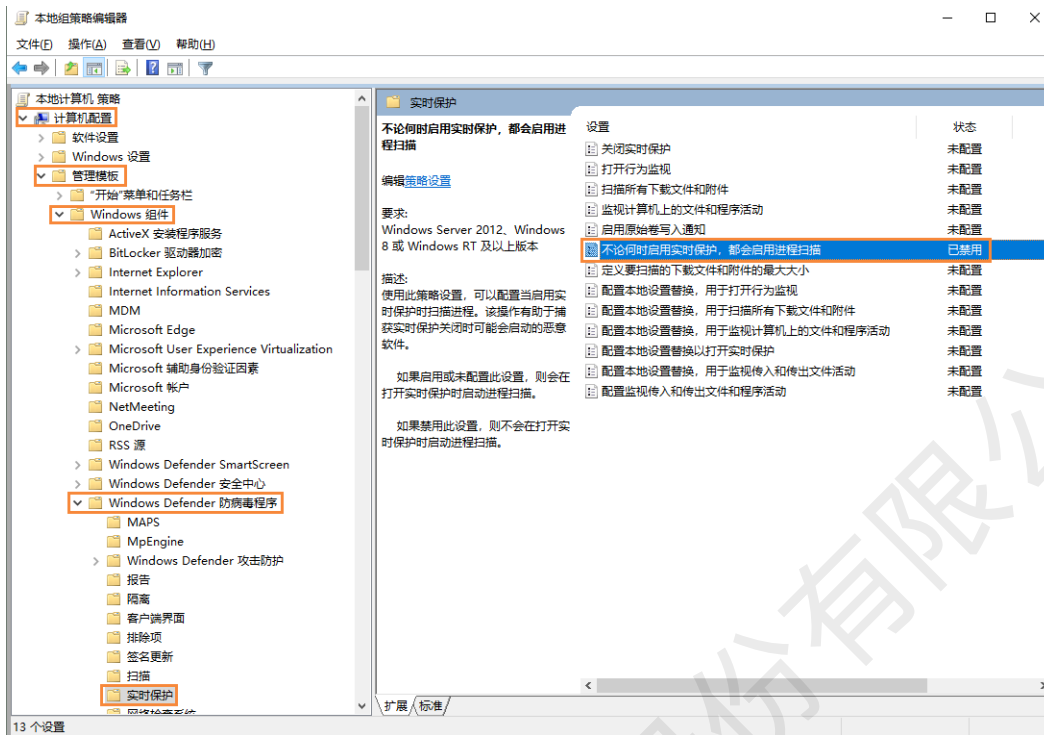 本地组策略编辑器
文件(F) 操作(A) 查看(V) 帮助(H)
本地计算机 策略
计算机配置
软件设置
Windows 设置
管理模板
"开始"菜单和任务栏
Windows 组件
ActiveX 安装程序服务
BitLocker 驱动器加密
Internet Explorer
Internet Information Services
MDM
Microsoft Edge
Microsoft User Experience Virtualization
Microsoft 辅助身份验证因素
Microsoft 帐户
NetMeeting
OneDrive
RSS 源
Windows Defender SmartScreen
Windows Defender 安全中心
Windows Defender 防病毒程序
MAPS
MpEngine
Windows Defender 攻击防护
报告
隔离
客户端界面
排除项
签名更新
扫描
实时保护
13 个设置
实时保护
不论何时启用实时保护，都会启用进
程扫描
编辑策略设置
要求:
Windows Server 2012、Windows
8 或 Windows RT 及以上版本
描述:
使用此策略设置，可以配置当启用实
时保护时扫描进程。该操作有助于捕
获实时保护关闭时可能会启动的恶意
软件。
如果启用或未配置此设置，则会在
打开实时保护时启动进程扫描。
如果禁用此设置，则不会在打开实
时保护时启动进程扫描。
设置 状态
关闭实时保护 未配置
打开行为监视 未配置
扫描所有下载文件和附件 未配置
监视计算机上的文件和程序活动 未配置
启用原始卷写入通知 未配置
不论何时启用实时保护，都会启用进程扫描 已禁用
定义要扫描的下载文件和附件的最大大小 未配置
配置本地设置替换，用于打开行为监视 未配置
配置本地设置替换，用于扫描所有下载文件和附件 未配置
配置本地设置替换，用于监视计算机上的文件和程序活动 未配置
配置本地设置替换以打开实时保护 未配置
配置本地设置替换，用于监视传入和传出文件活动 未配置
配置监视传入和传出文件和程序活动 未配置
扩展 标准
份有限公